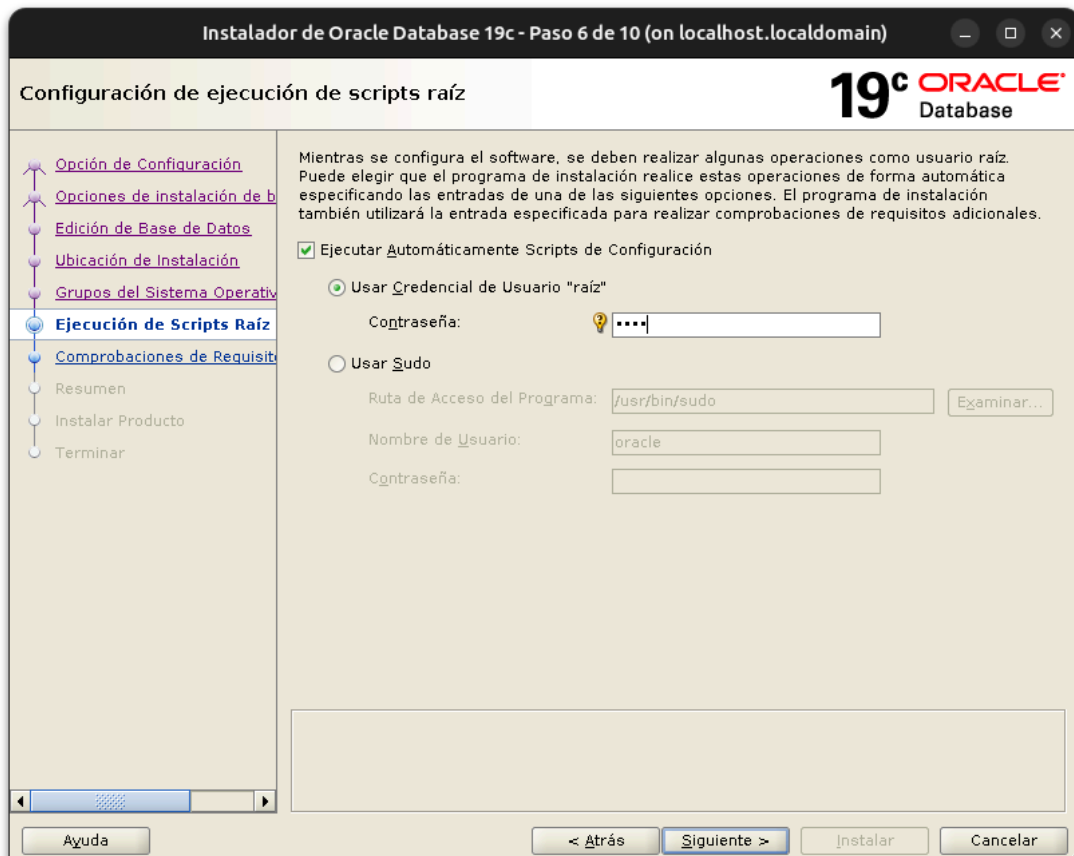 Instalador de Oracle Database 19c - Paso 6 de 10 (on localhost.localdomain)
Configuración de ejecución de scripts raíz
19c ORACLE
Database
Opción de Configuración
Opciones de instalación de b
Edición de Base de Datos
Ubicación de Instalación
Grupos del Sistema Operativ
Ejecución de Scripts Raíz
Comprobaciones de Requisit
Resumen
Instalar Producto
Terminar
Mientras se configura el software, se deben realizar algunas operaciones como usuario raíz.
Puede elegir que el programa de instalación realice estas operaciones de forma automática
especificando las entradas de una de las siguientes opciones. El programa de instalación
también utilizará la entrada especificada para realizar comprobaciones de requisitos adicionales.
Ejecutar Automáticamente Scripts de Configuración
Usar Credencial de Usuario "raíz"
Contraseña: ••••
Usar Sudo
Ruta de Acceso del Programa: /usr/bin/sudo Examinar...
Nombre de Usuario: oracle
Contraseña:
Ayuda < Atrás Siguiente > Instalar Cancelar